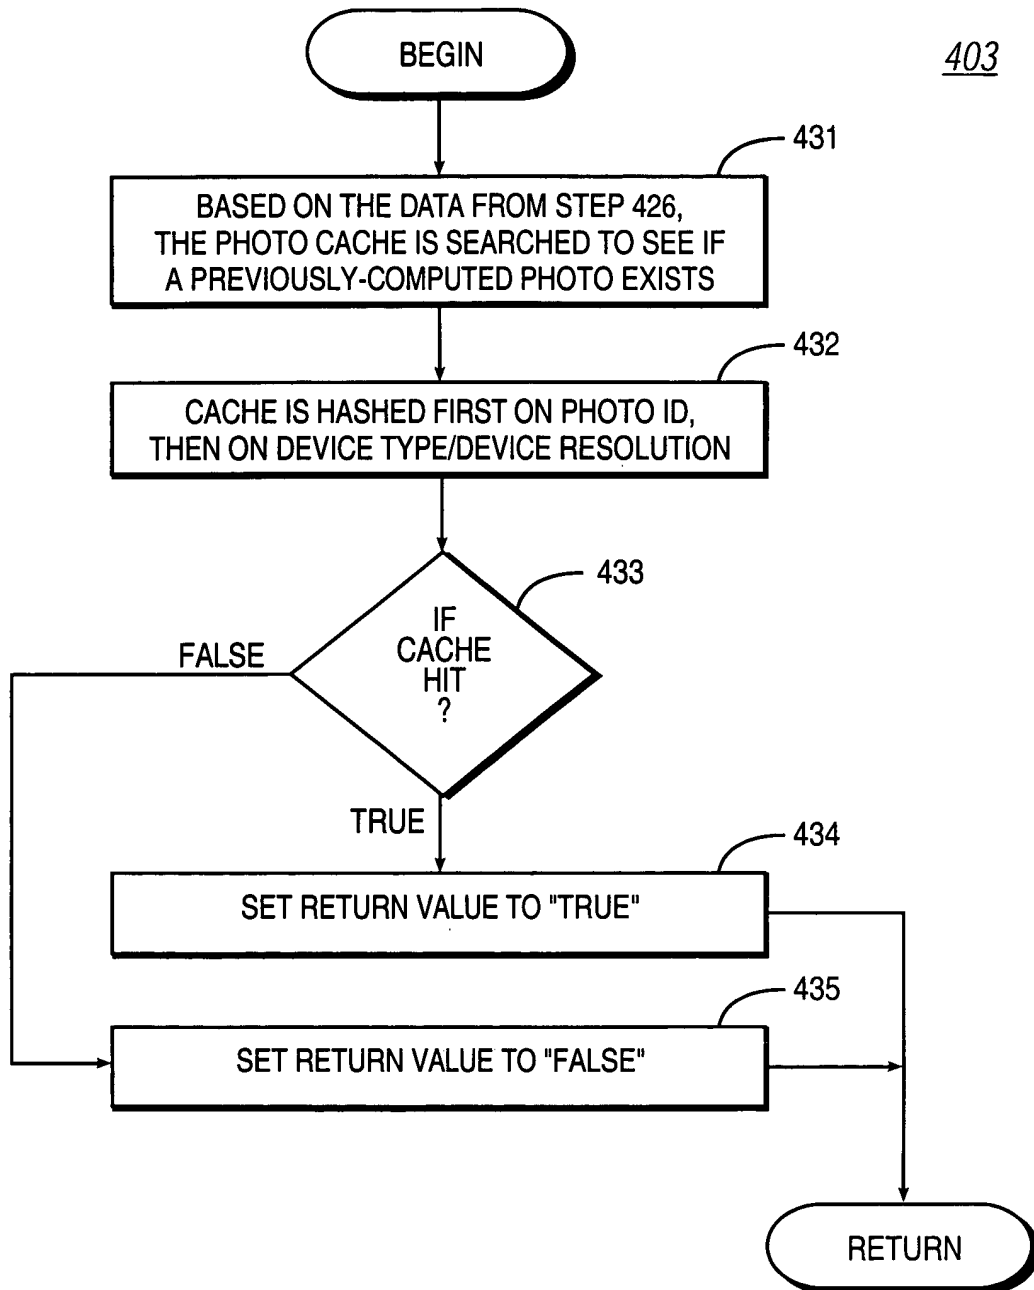 BEGIN
403
431
BASED ON THE DATA FROM STEP 426,
THE PHOTO CACHE IS SEARCHED TO SEE IF
A PREVIOUSLY-COMPUTED PHOTO EXISTS
432
CACHE IS HASHED FIRST ON PHOTO ID,
THEN ON DEVICE TYPE/DEVICE RESOLUTION
433
IF
CACHE
HIT
?
FALSE
TRUE
434
SET RETURN VALUE TO "TRUE"
435
SET RETURN VALUE TO "FALSE"
RETURN